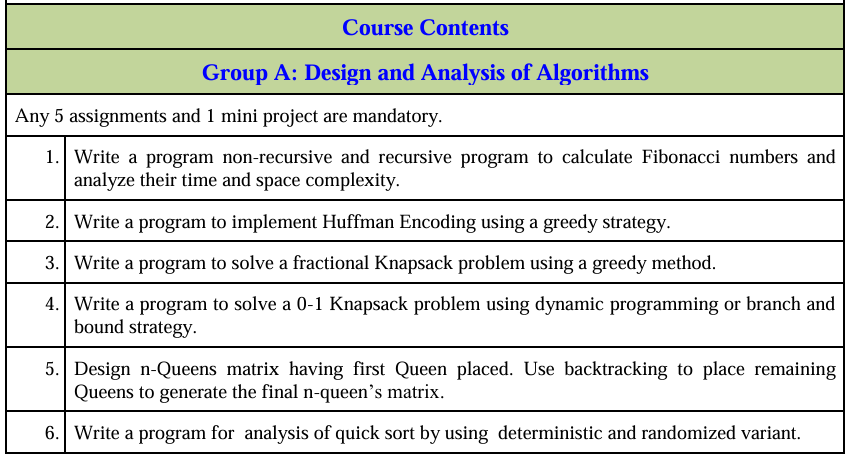 Course Contents
Group A: Design and Analysis of Algorithms
Any 5 assignments and 1 mini project are mandatory.
1. Write a program non-recursive and recursive program to calculate Fibonacci numbers and
analyze their time and space complexity.
2. Write a program to implement Huffman Encoding using a greedy strategy.
3. Write a program to solve a fractional Knapsack problem using a greedy method.
4. Write a program to solve a 0-1 Knapsack problem using dynamic programming or branch and
bound strategy.
5. Design n-Queens matrix having first Queen placed. Use backtracking to place remaining
Queens to generate the final n-queen’s matrix.
6. Write a program for  analysis of quick sort by using  deterministic and randomized variant.